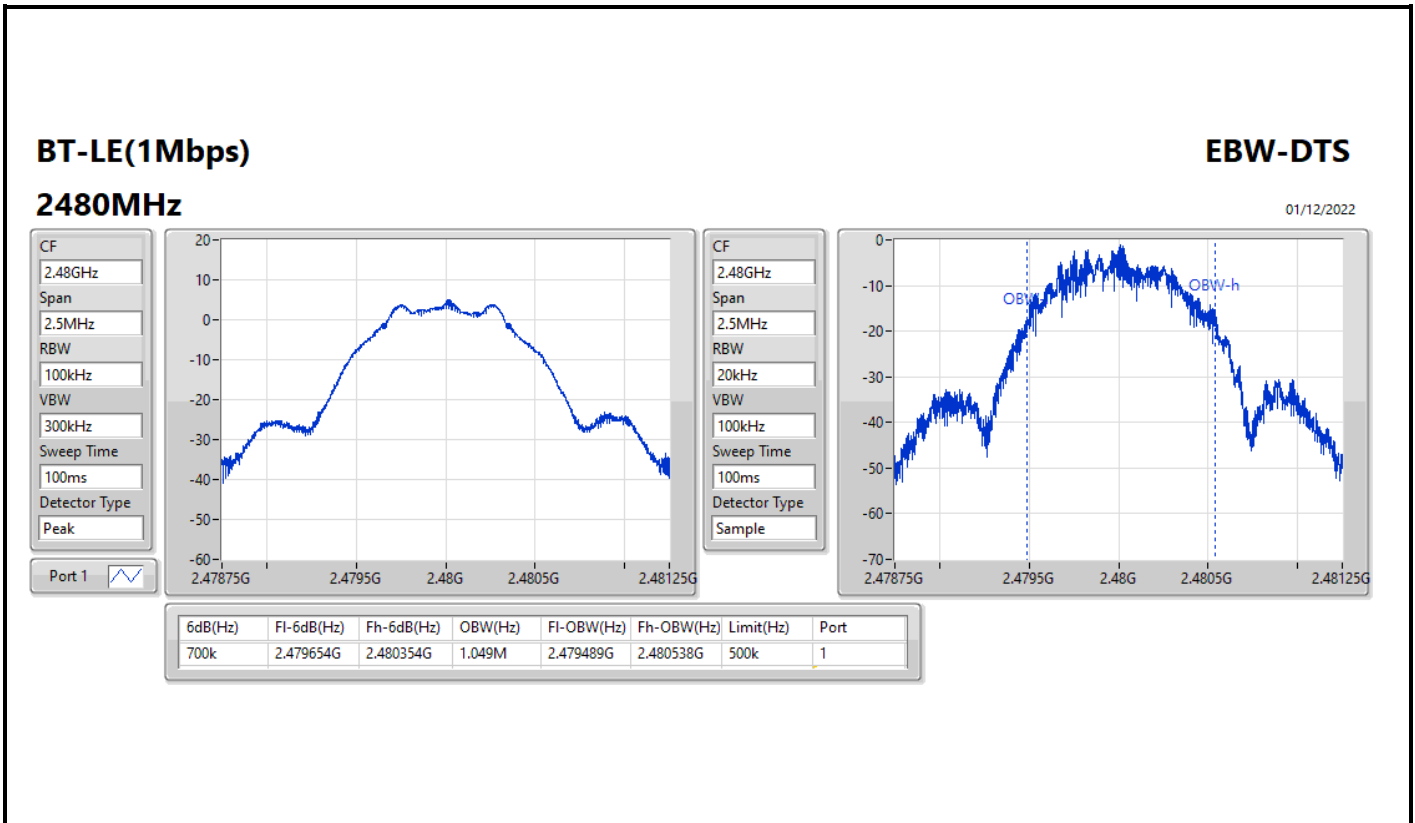 BT-LE(1Mbps)
EBW-DTS
2480MHz
01/12/2022
CF
2.48GHz
Span
2.5MHz
RBW
100kHz
VBW
300kHz
Sweep Time
100ms
Detector Type
Peak
Port 1
20
10
0
-10
-20
-30
-40
-50
-60
2.47875G 2.4795G 2.48G 2.4805G 2.48125G
CF
2.48GHz
Span
2.5MHz
RBW
20kHz
VBW
100kHz
Sweep Time
100ms
Detector Type
Sample
0
-10
-20
-30
-40
-50
-60
-70
OBW-h
2.47875G 2.4795G 2.48G 2.4805G 2.48125G
6dB(Hz) Fl-6dB(Hz) Fh-6dB(Hz) OBW(Hz) Fl-OBW(Hz) Fh-OBW(Hz) Limit(Hz) Port
700k 2.479654G 2.480354G 1.049M 2.479489G 2.480538G 500k 1